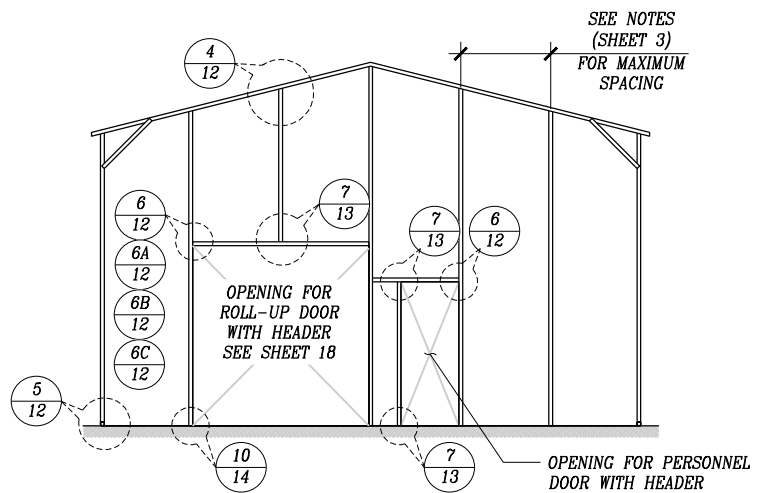 SEE NOTES
(SHEET 3)
FOR MAXIMUM
SPACING
4
12
6
12
6A
12
6B
12
6C
12
7
13
7
13
6
12
OPENING FOR
ROLL-UP DOOR
WITH HEADER
SEE SHEET 18
5
12
10
14
7
13
OPENING FOR PERSONNEL
DOOR WITH HEADER